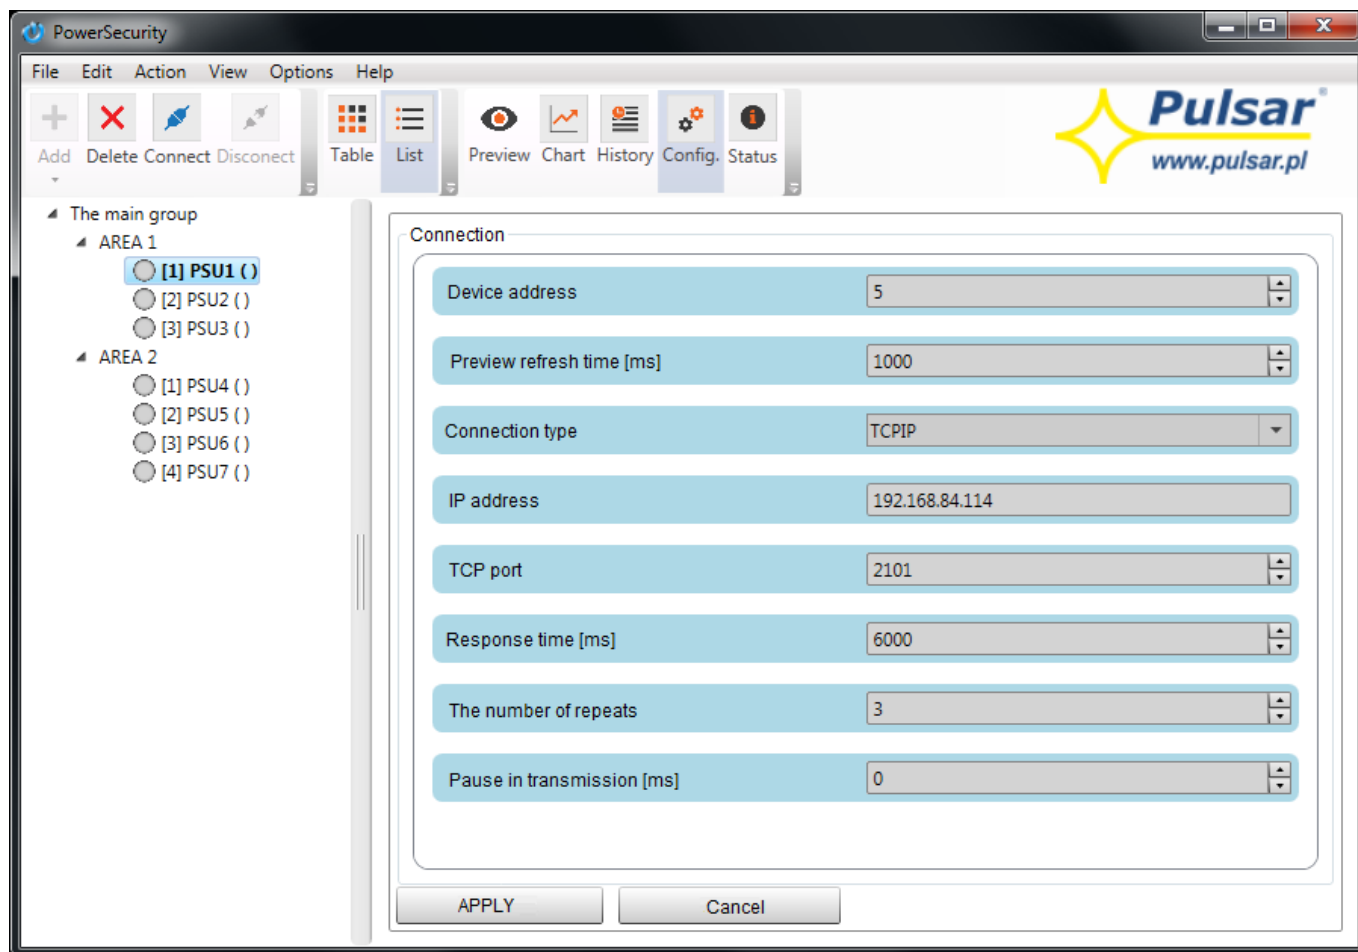 PowerSecurity
File Edit Action View Options Help
Add Delete Connect Disconect Table List Preview Chart History Config. Status
Pulsar®
www.pulsar.pl
The main group
AREA 1
[1] PSU1 ( )
[2] PSU2 ( )
[3] PSU3 ( )
AREA 2
[1] PSU4 ( )
[2] PSU5 ( )
[3] PSU6 ( )
[4] PSU7 ( )
Connection
Device address 5
Preview refresh time [ms] 1000
Connection type TCPIP
IP address 192.168.84.114
TCP port 2101
Response time [ms] 6000
The number of repeats 3
Pause in transmission [ms] 0
APPLY Cancel